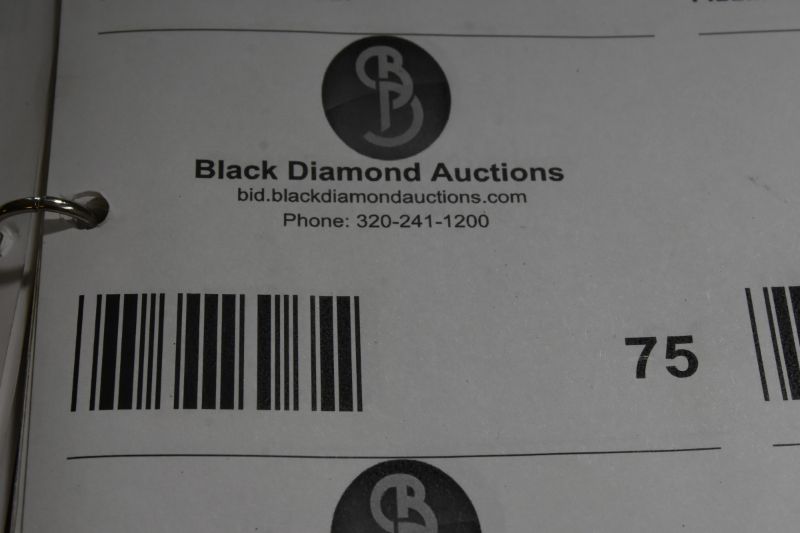 Black Diamond Auctions
bid.blackdiamondauctions.com
Phone: 320-241-1200
75